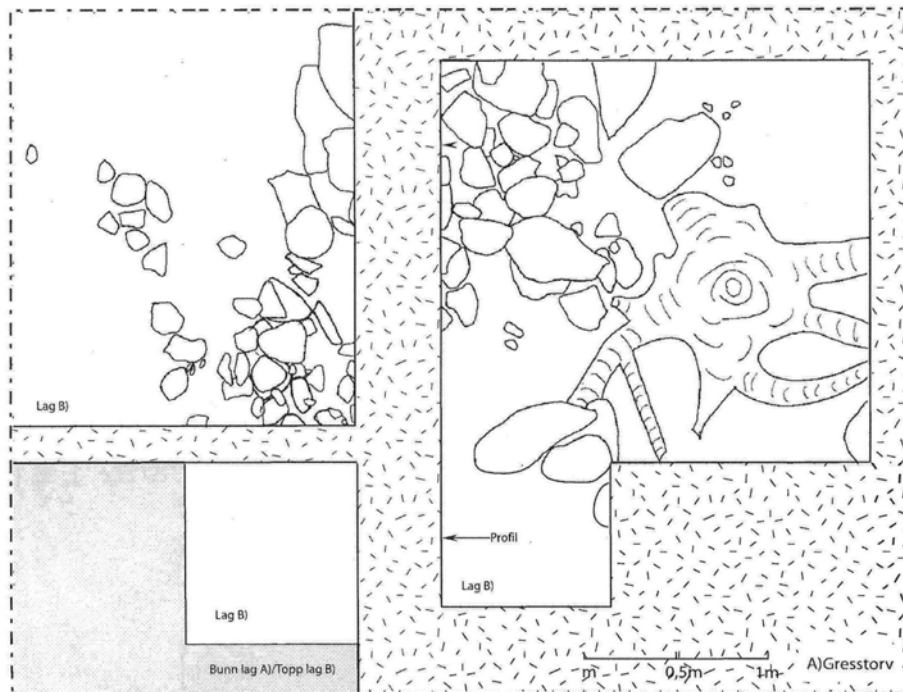 Lag B)
Profil
Lag B)
Lag B)
Bunn lag A)/Topp lag B)
m 0,5m 1m
A)Gresstorv